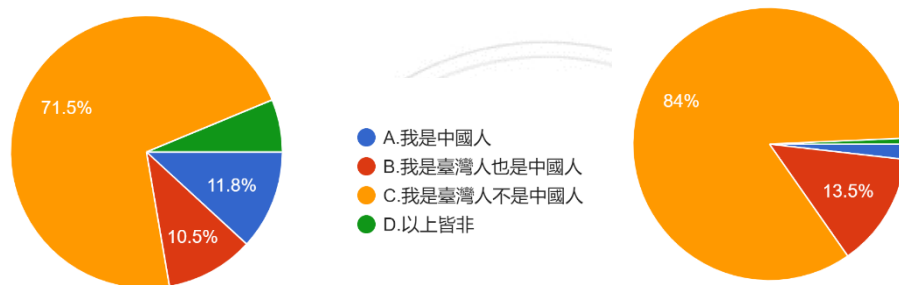 71.5%
11.8%
10.5%
A.我是中國人
B.我是臺灣人也是中國人
C.我是臺灣人不是中國人
D.以上皆非
84%
13.5%